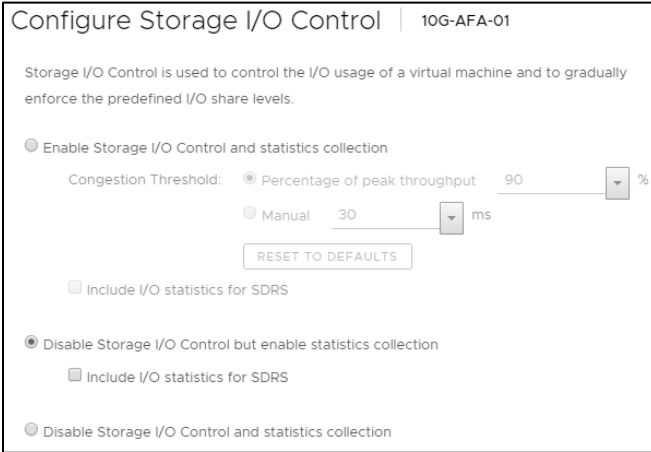 Configure Storage I/O Control 10G-AFA-01
Storage I/O Control is used to control the I/O usage of a virtual machine and to gradually
enforce the predefined I/O share levels.
Enable Storage I/O Control and statistics collection
Congestion Threshold: Percentage of peak throughput 90 %
Manual 30 ms
RESET TO DEFAULTS
Include I/O statistics for SDRS
Disable Storage I/O Control but enable statistics collection
Include I/O statistics for SDRS
Disable Storage I/O Control and statistics collection